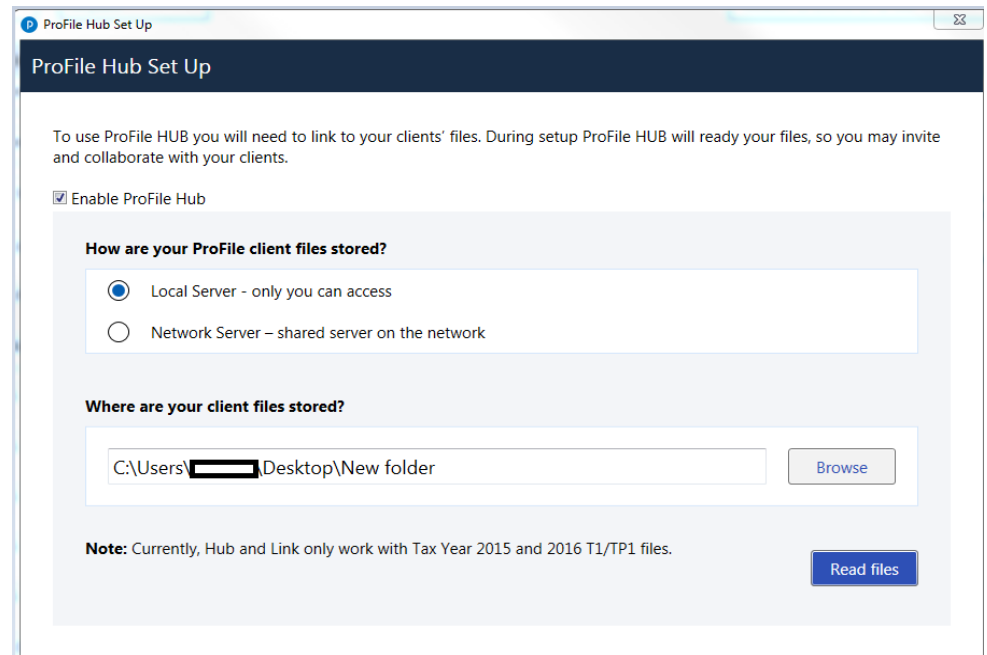 ProFile Hub Set Up
ProFile Hub Set Up
To use ProFile HUB you will need to link to your clients' files. During setup ProFile HUB will ready your files, so you may invite
and collaborate with your clients.
Enable ProFile Hub
How are your ProFile client files stored?
Local Server - only you can access
Network Server – shared server on the network
Where are your client files stored?
C:\Users\ \Desktop\New folder
Browse
Note: Currently, Hub and Link only work with Tax Year 2015 and 2016 T1/TP1 files.
Read files